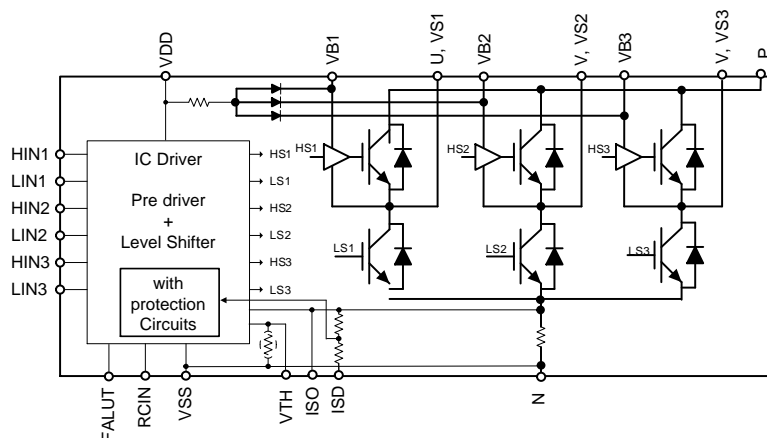 VDD
VB1
U, VS1
VB2
V, VS2
VB3
V, VS3
P
HIN1
LIN1
HIN2
LIN2
HIN3
LIN3
IC Driver
Pre driver
+
Level Shifter
with
protection
Circuits
HS1
LS1
HS2
LS2
HS3
LS3
HS1
HS2
HS3
LS1
LS2
LS3
FALUT
RCIN
VSS
VTH
ISO
ISD
N